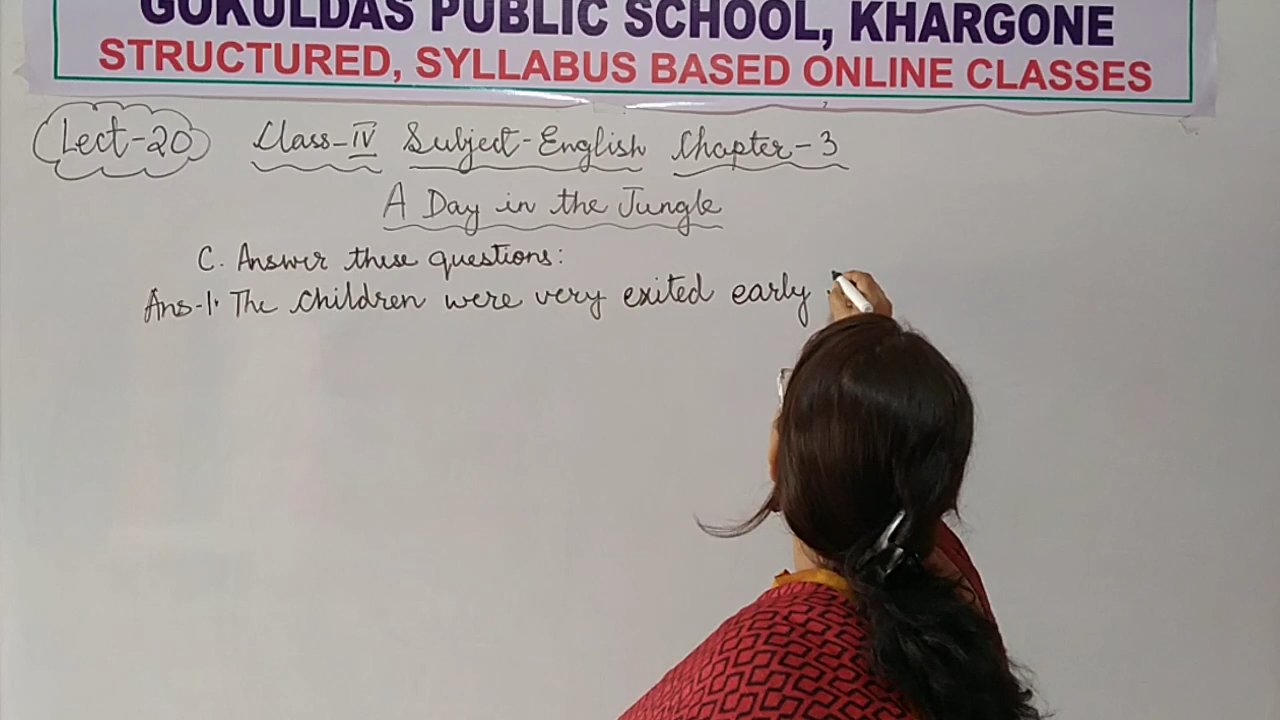 GOKULDAS PUBLIC SCHOOL, KHARGONE
STRUCTURED, SYLLABUS BASED ONLINE CLASSES
Lect-20 Class-IV Subject-English Chapter-3
A Day in the Jungle
C. Answer these questions:
Ans-1. The children were very exited early